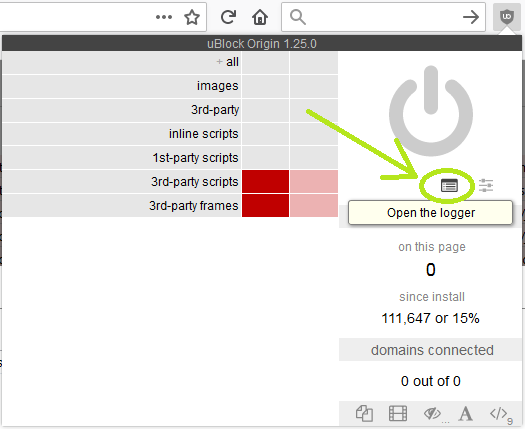 uBlock Origin 1.25.0
+ all
images
3rd-party
inline scripts
1st-party scripts
3rd-party scripts
3rd-party frames
Open the logger
on this page
0
since install
111,647 or 15%
domains connected
0 out of 0
A </> 9